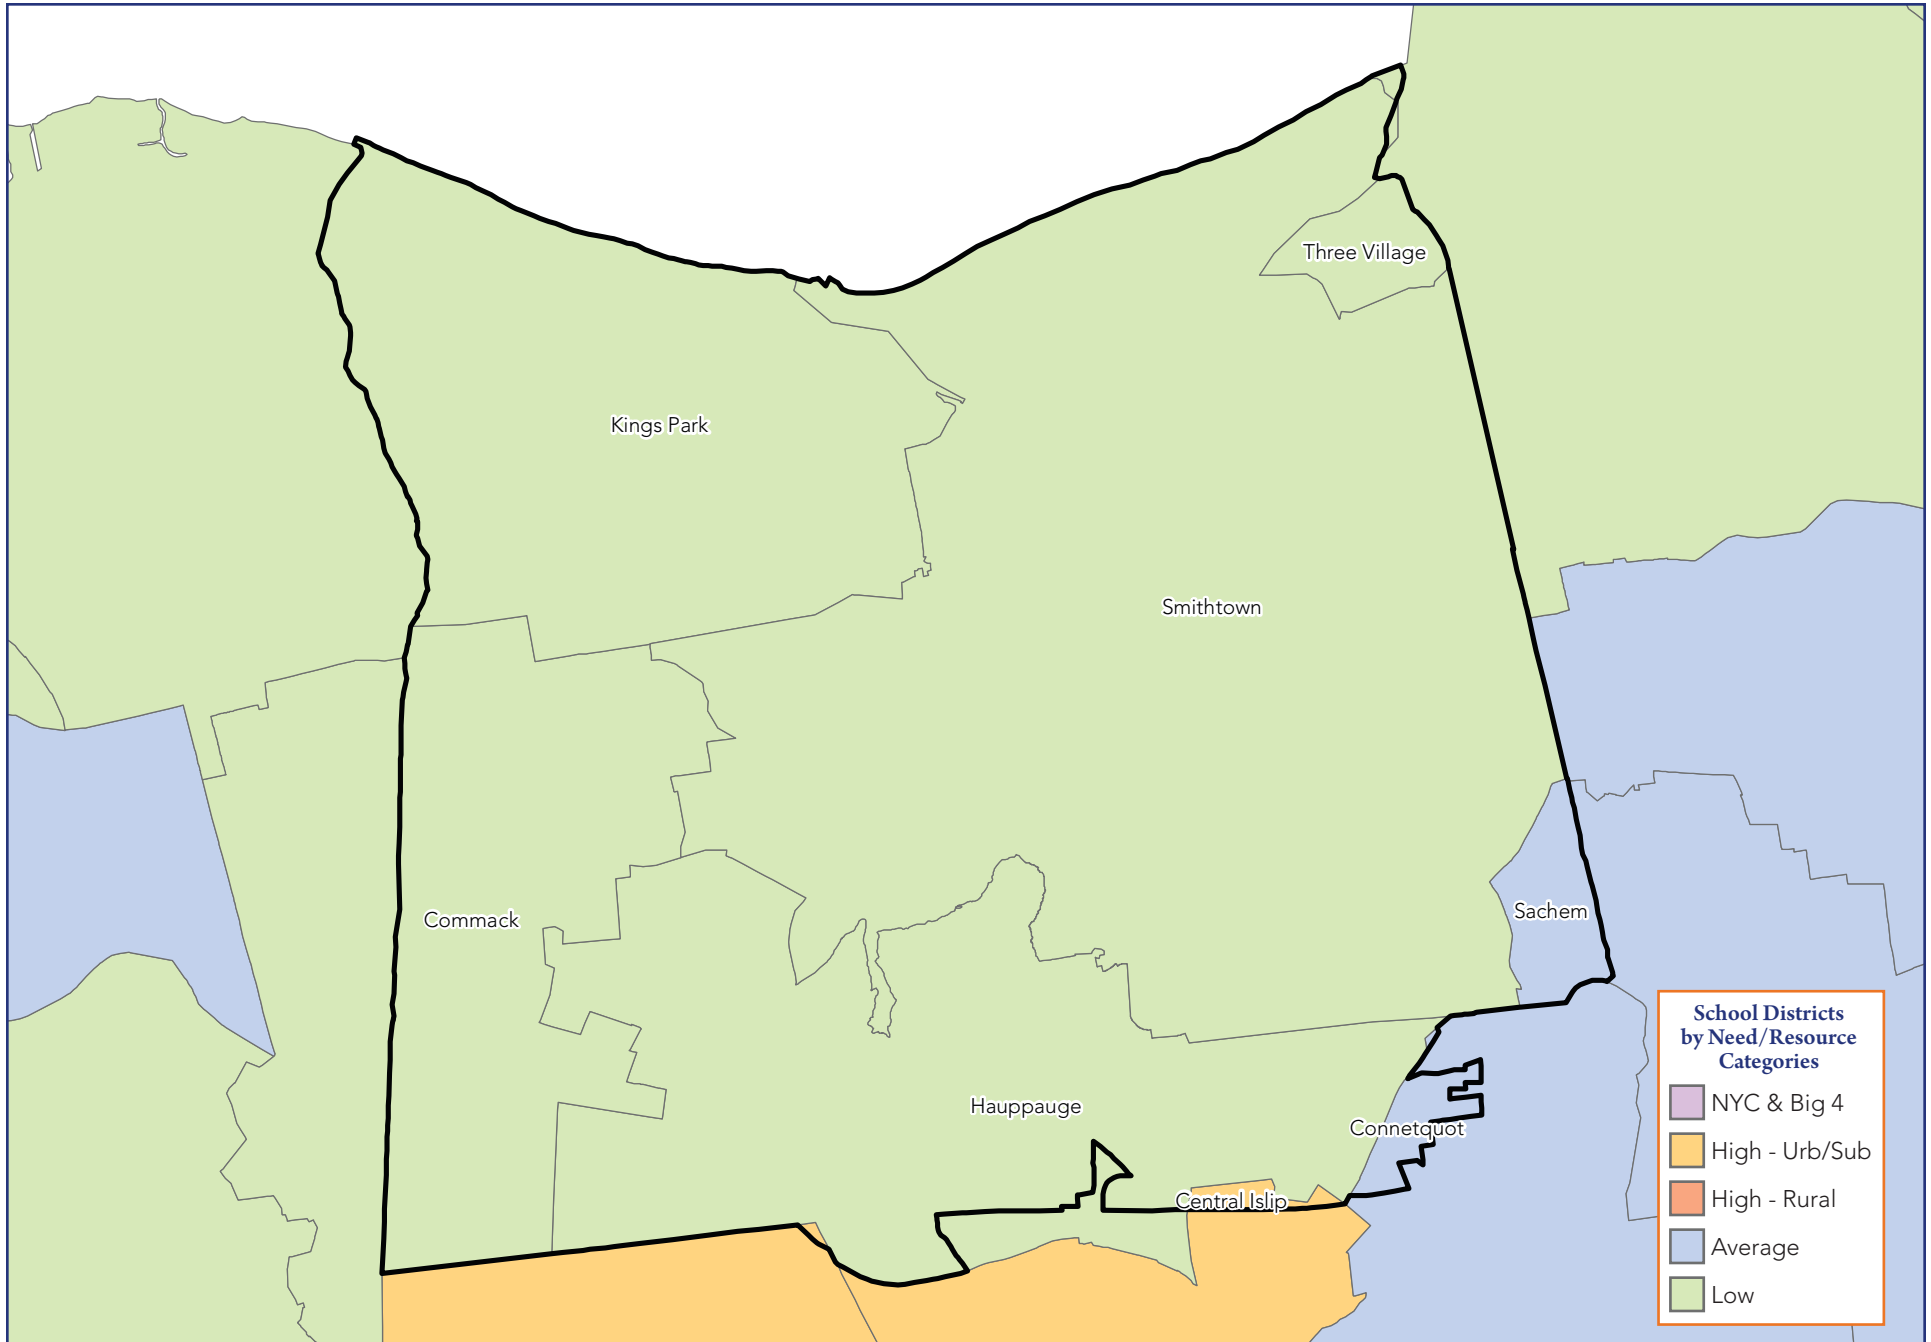 Three Village
Kings Park
Smithtown
Sachem
Commack
Hauppauge
Connetquot
Central Islip
School Districts
by Need/Resource
Categories
NYC & Big 4
High - Urb/Sub
High - Rural
Average
Low